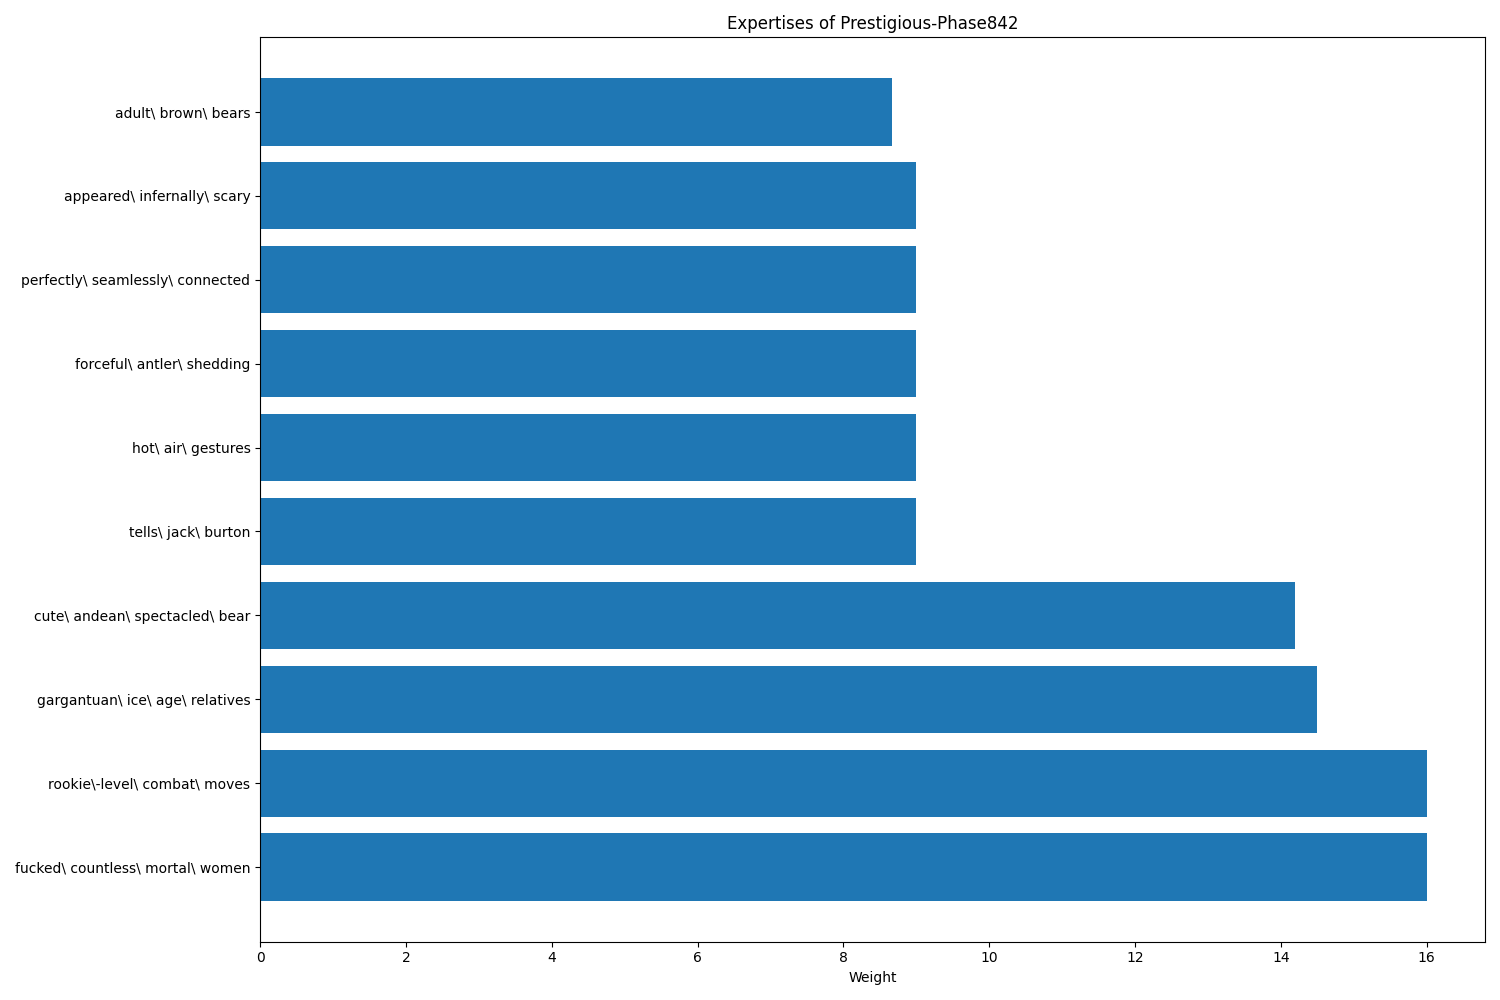 Expertises of Prestigious-Phase842
adult\ brown\ bears
appeared\ infernally\ scary
perfectly\ seamlessly\ connected
forceful\ antler\ shedding
hot\ air\ gestures
tells\ jack\ burton
cute\ andean\ spectacled\ bear
gargantuan\ ice\ age\ relatives
rookie\-level\ combat\ moves
fucked\ countless\ mortal\ women
0 2 4 6 8 10 12 14 16
Weight